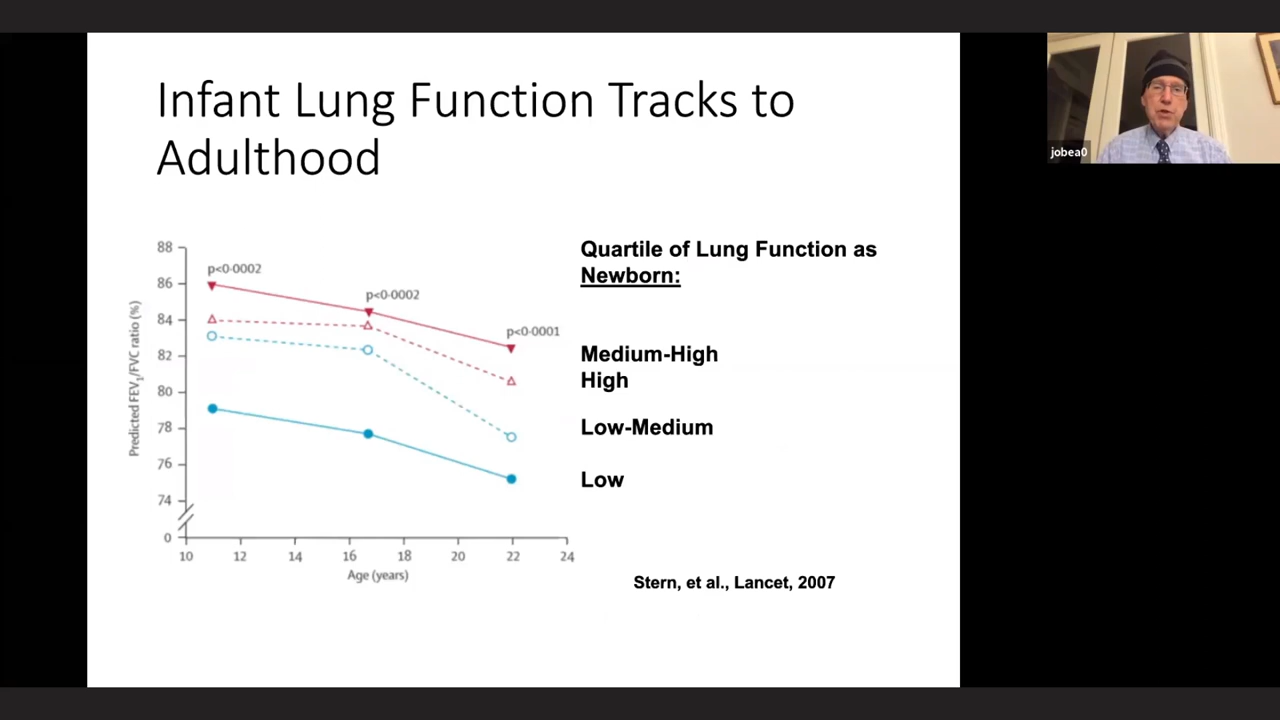 Infant Lung Function Tracks to
Adulthood
jobea0
Predicted FEV1/FVC ratio (%)
88
86
84
82
80
78
76
74
0
p<0·0002
p<0·0002
p<0·0001
10 12 14 16 18 20 22 24
Age (years)
Quartile of Lung Function as
Newborn:
Medium-High
High
Low-Medium
Low
Stern, et al., Lancet, 2007